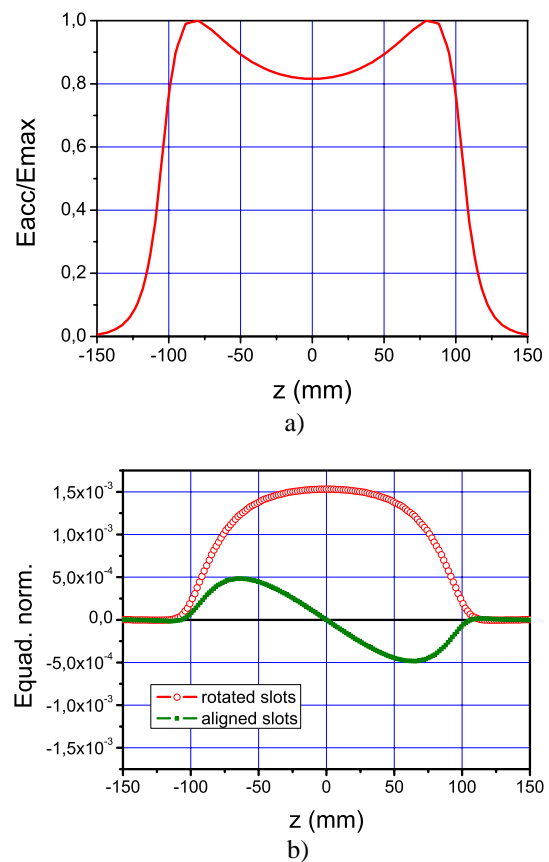 1,0
0,8
0,6
0,4
0,2
0,0
Eacc/Emax
-150 -100 -50 0 50 100 150
z (mm)
a)
1,5x10⁻³
1,0x10⁻³
5,0x10⁻⁴
0,0
-5,0x10⁻⁴
-1,0x10⁻³
-1,5x10⁻³
Equad. norm.
rotated slots
aligned slots
-150 -100 -50 0 50 100 150
z (mm)
b)